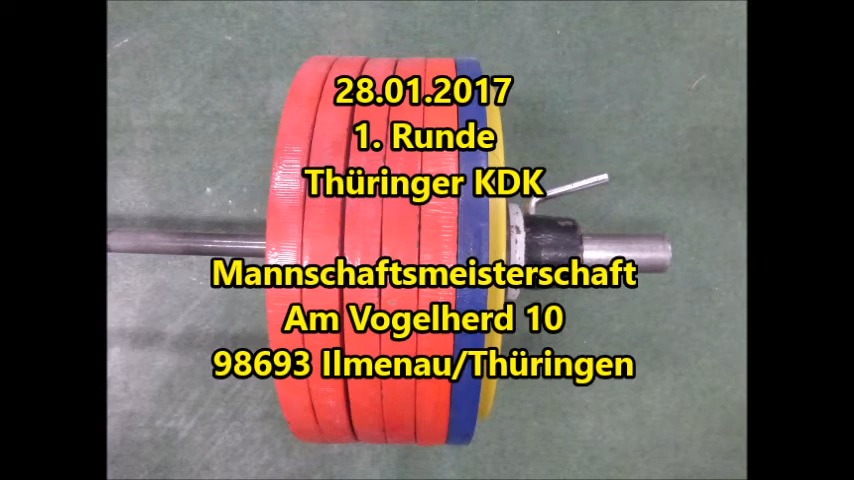 28.01.2017
1. Runde
Thüringer KDK
Mannschaftsmeisterschaft
Am Vogelherd 10
98693 Ilmenau/Thüringen